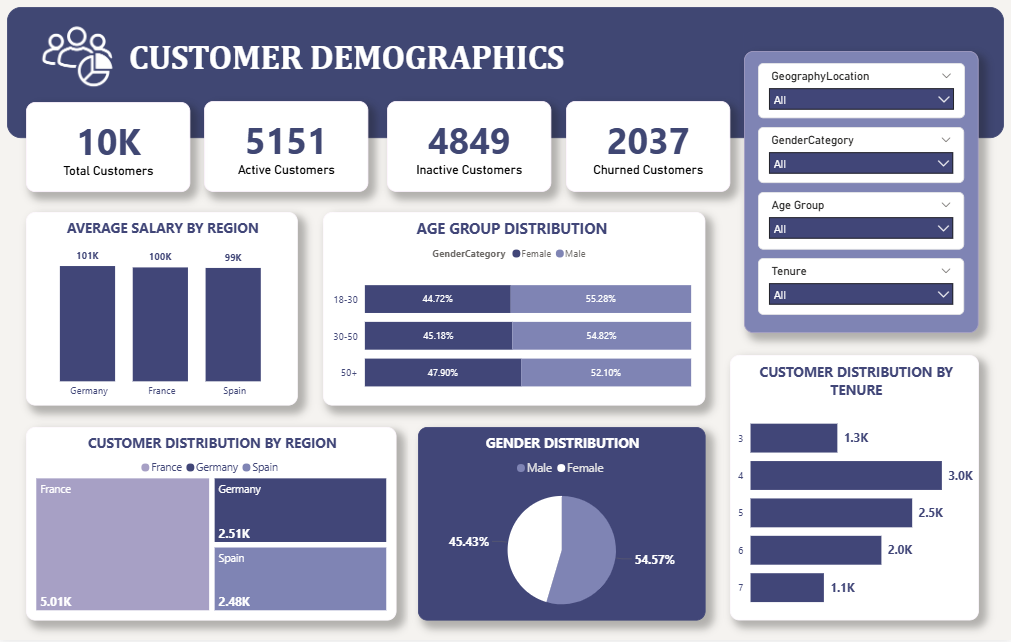 CUSTOMER DEMOGRAPHICS
10K
Total Customers
5151
Active Customers
4849
Inactive Customers
2037
Churned Customers
GeographyLocation
All
GenderCategory
All
Age Group
All
Tenure
All
AVERAGE SALARY BY REGION
101K
100K
99K
Germany
France
Spain
AGE GROUP DISTRIBUTION
GenderCategory Female Male
18-30 44.72% 55.28%
30-50 45.18% 54.82%
50+ 47.90% 52.10%
CUSTOMER DISTRIBUTION BY REGION
France Germany Spain
France
5.01K
Germany
2.51K
Spain
2.48K
GENDER DISTRIBUTION
Male Female
45.43%
54.57%
CUSTOMER DISTRIBUTION BY
TENURE
3 1.3K
4 3.0K
5 2.5K
6 2.0K
7 1.1K